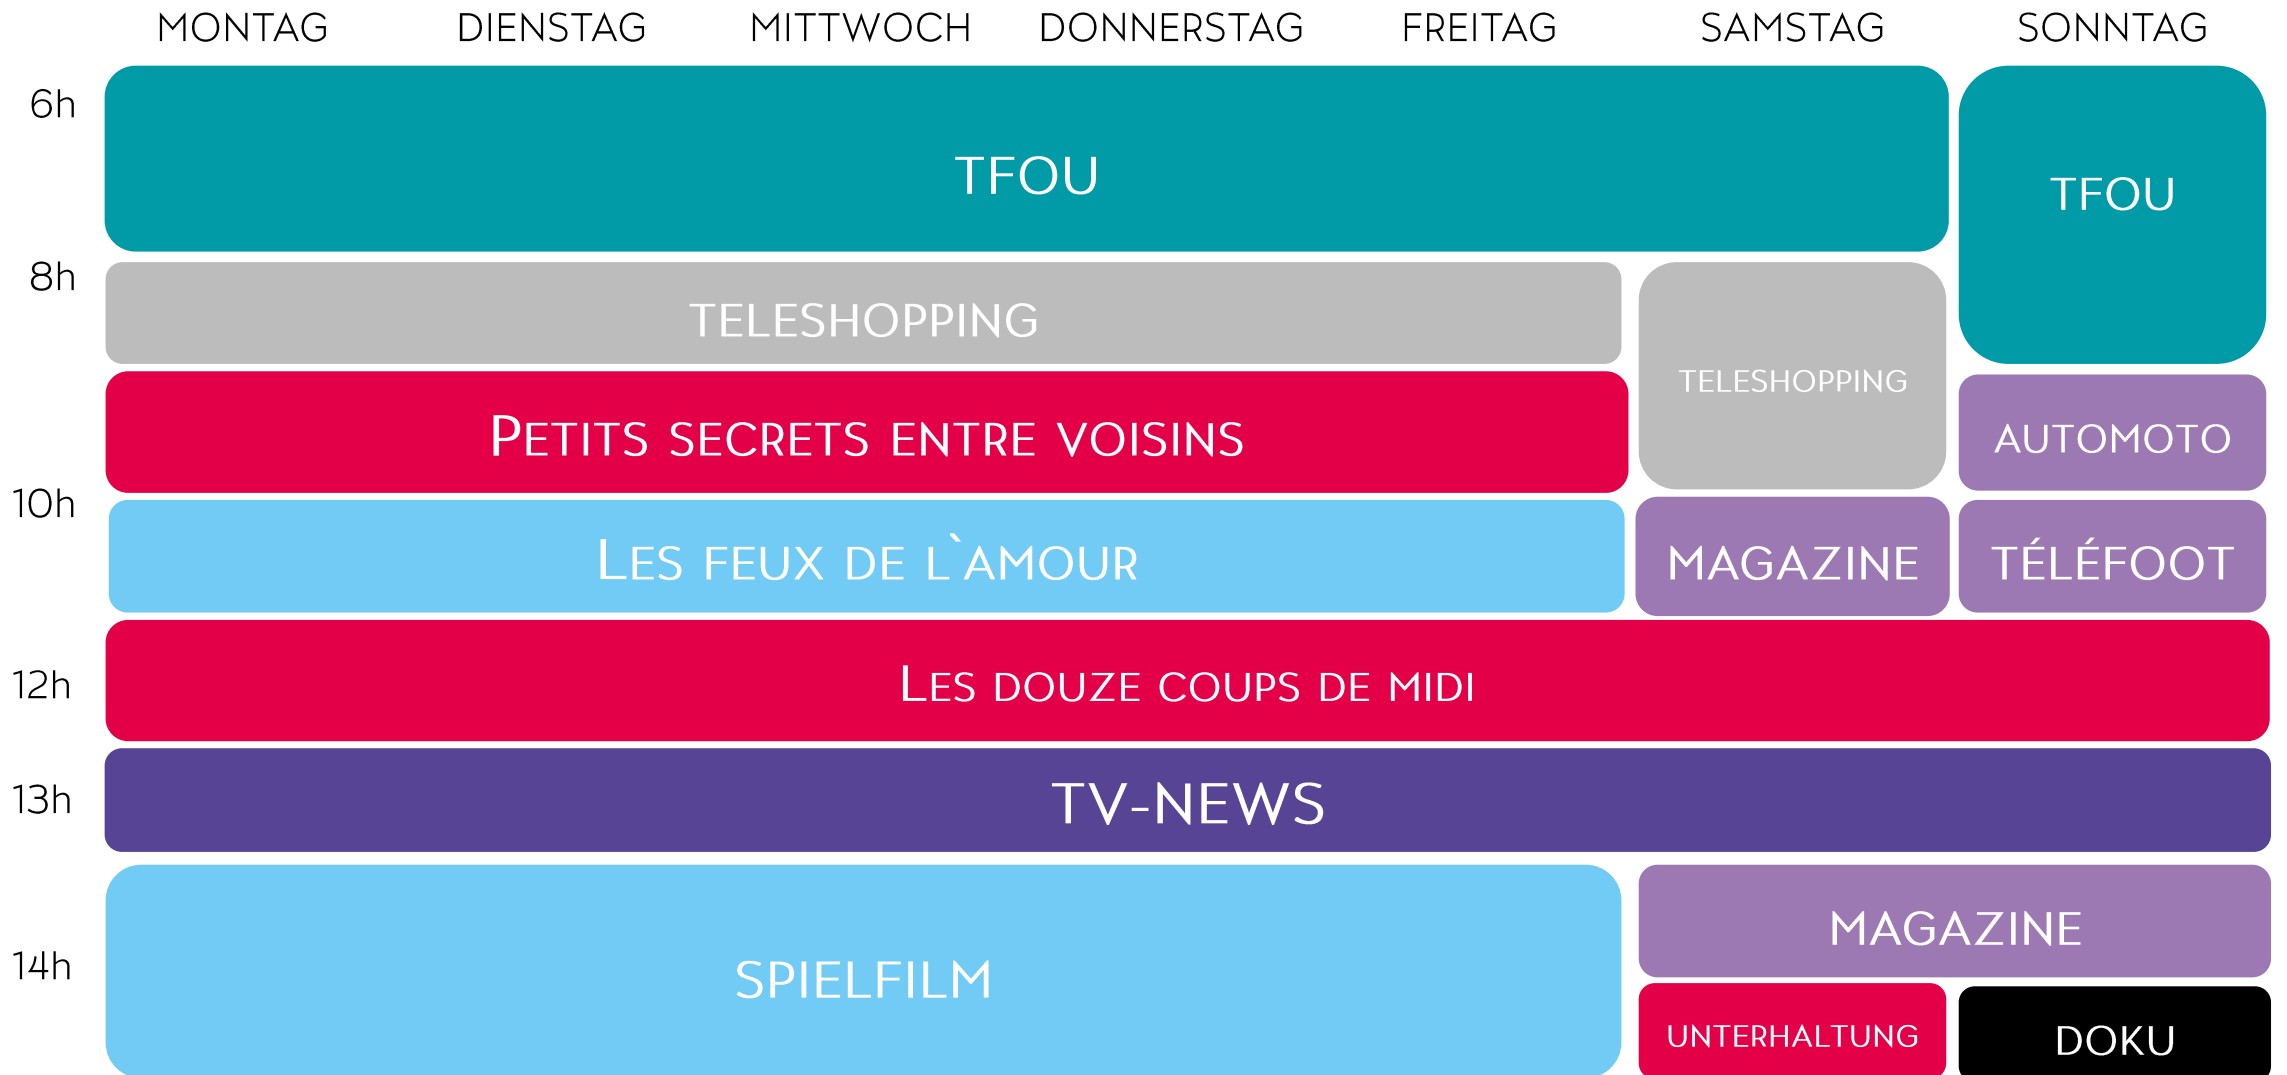 MONTAG DIENSTAG MITTWOCH DONNERSTAG FREITAG SAMSTAG SONNTAG
6h
TFOU
TFOU
8h
TELESHOPPING
TELESHOPPING
PETITS SECRETS ENTRE VOISINS
AUTOMOTO
10h
LES FEUX DE L`AMOUR
MAGAZINE
TÉLÉFOOT
12h
LES DOUZE COUPS DE MIDI
13h
TV-NEWS
14h
SPIELFILM
MAGAZINE
UNTERHALTUNG
DOKU